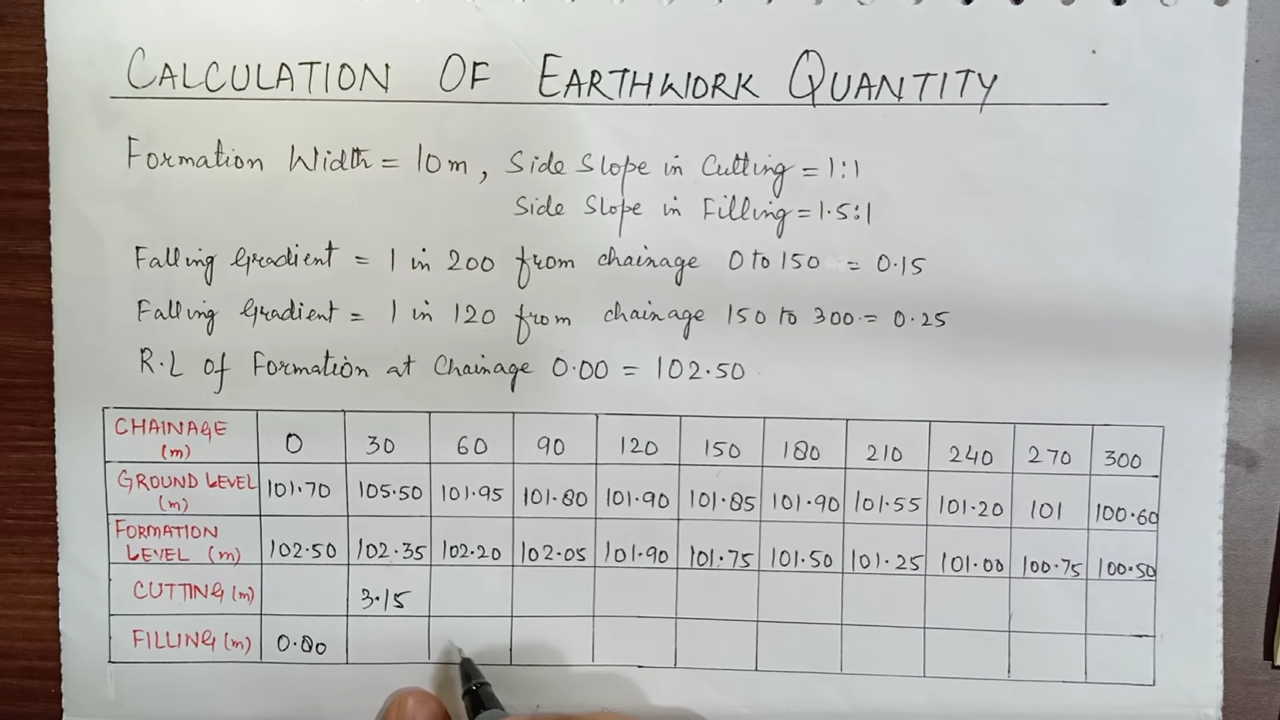 CALCULATION OF EARTHWORK QUANTITY
Formation Width = 10m, Side Slope in Cutting = 1:1
Side Slope in Filling = 1.5:1
Falling Gradient = 1 in 200 from chainage 0 to 150 = 0.15
Falling Gradient = 1 in 120 from chainage 150 to 300 = 0.25
R.L of Formation at Chainage 0.00 = 102.50
CHAINAGE (m) 0 30 60 90 120 150 180 210 240 270 300
GROUND LEVEL (m) 101.70 105.50 101.95 101.80 101.90 101.85 101.90 101.55 101.20 101 100.60
FORMATION LEVEL (m) 102.50 102.35 102.20 102.05 101.90 101.75 101.50 101.25 101.00 100.75 100.50
CUTTING (m) 3.15
FILLING (m) 0.80